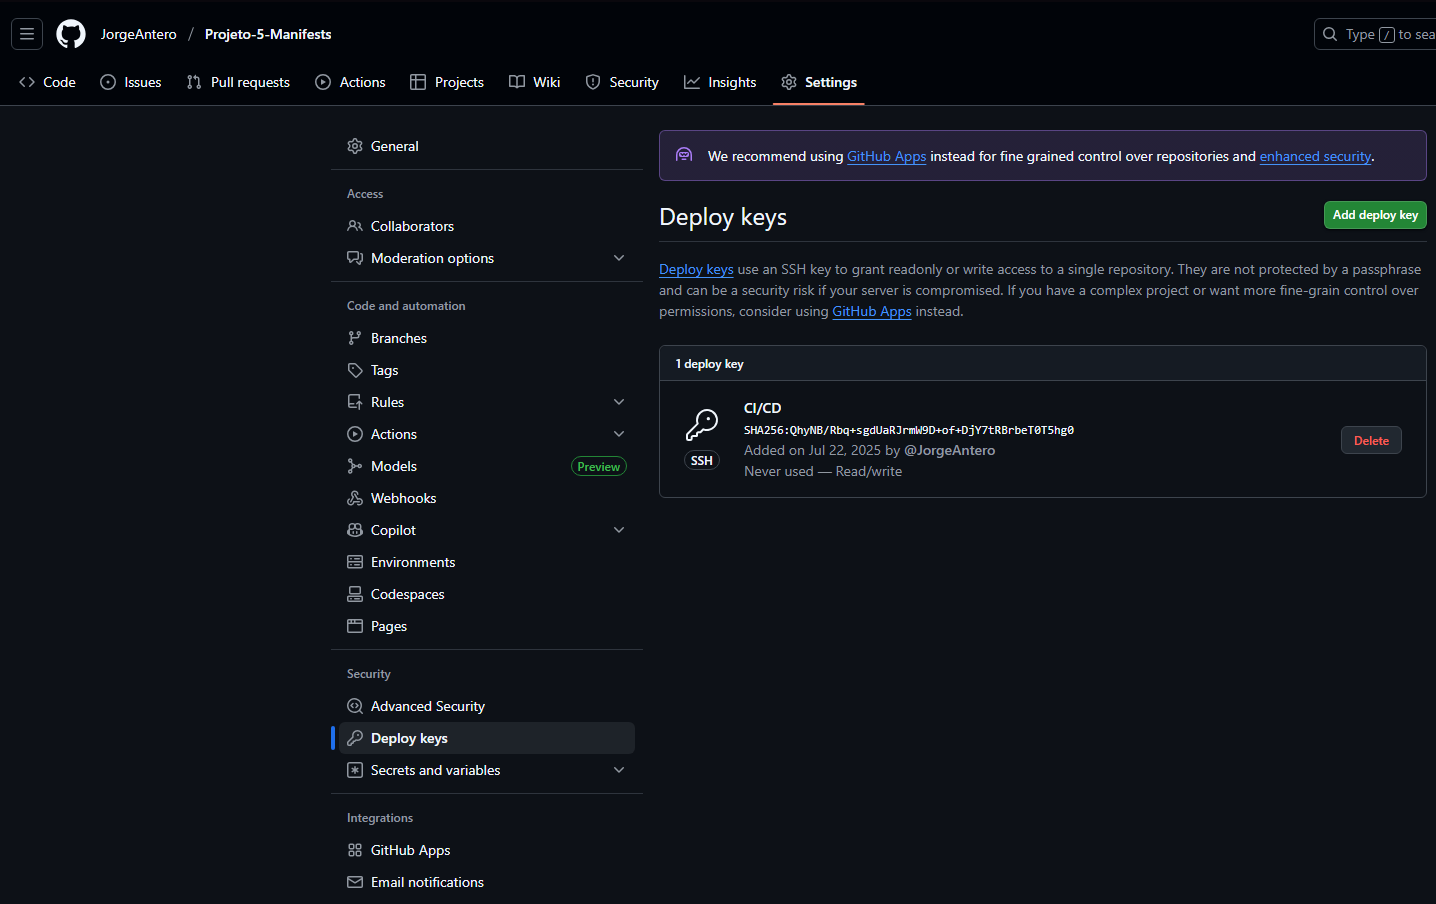 JorgeAntero / Projeto-5-Manifests
Type / to sea
Code Issues Pull requests Actions Projects Wiki Security Insights Settings
General
Access
Collaborators
Moderation options
Code and automation
Branches
Tags
Rules
Actions
Models Preview
Webhooks
Copilot
Environments
Codespaces
Pages
Security
Advanced Security
Deploy keys
Secrets and variables
Integrations
GitHub Apps
Email notifications
We recommend using GitHub Apps instead for fine grained control over repositories and enhanced security.
Deploy keys
Add deploy key
Deploy keys use an SSH key to grant readonly or write access to a single repository. They are not protected by a passphrase
and can be a security risk if your server is compromised. If you have a complex project or want more fine-grain control over
permissions, consider using GitHub Apps instead.
1 deploy key
SSH
CI/CD
SHA256:QhyNB/Rbq+sgdUaRJrmW9D+of+DjY7tRBrbeT0T5hg0
Added on Jul 22, 2025 by @JorgeAntero
Never used — Read/write
Delete